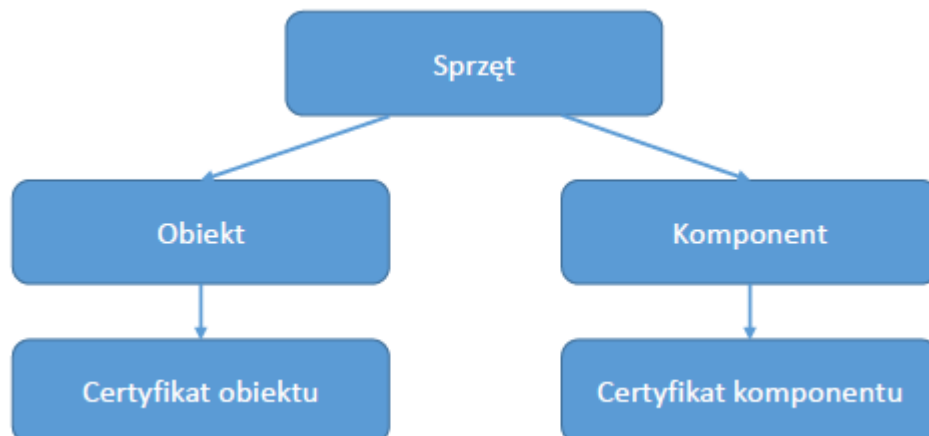 Sprzęt
Obiekt
Komponent
Certyfikat obiektu
Certyfikat komponentu